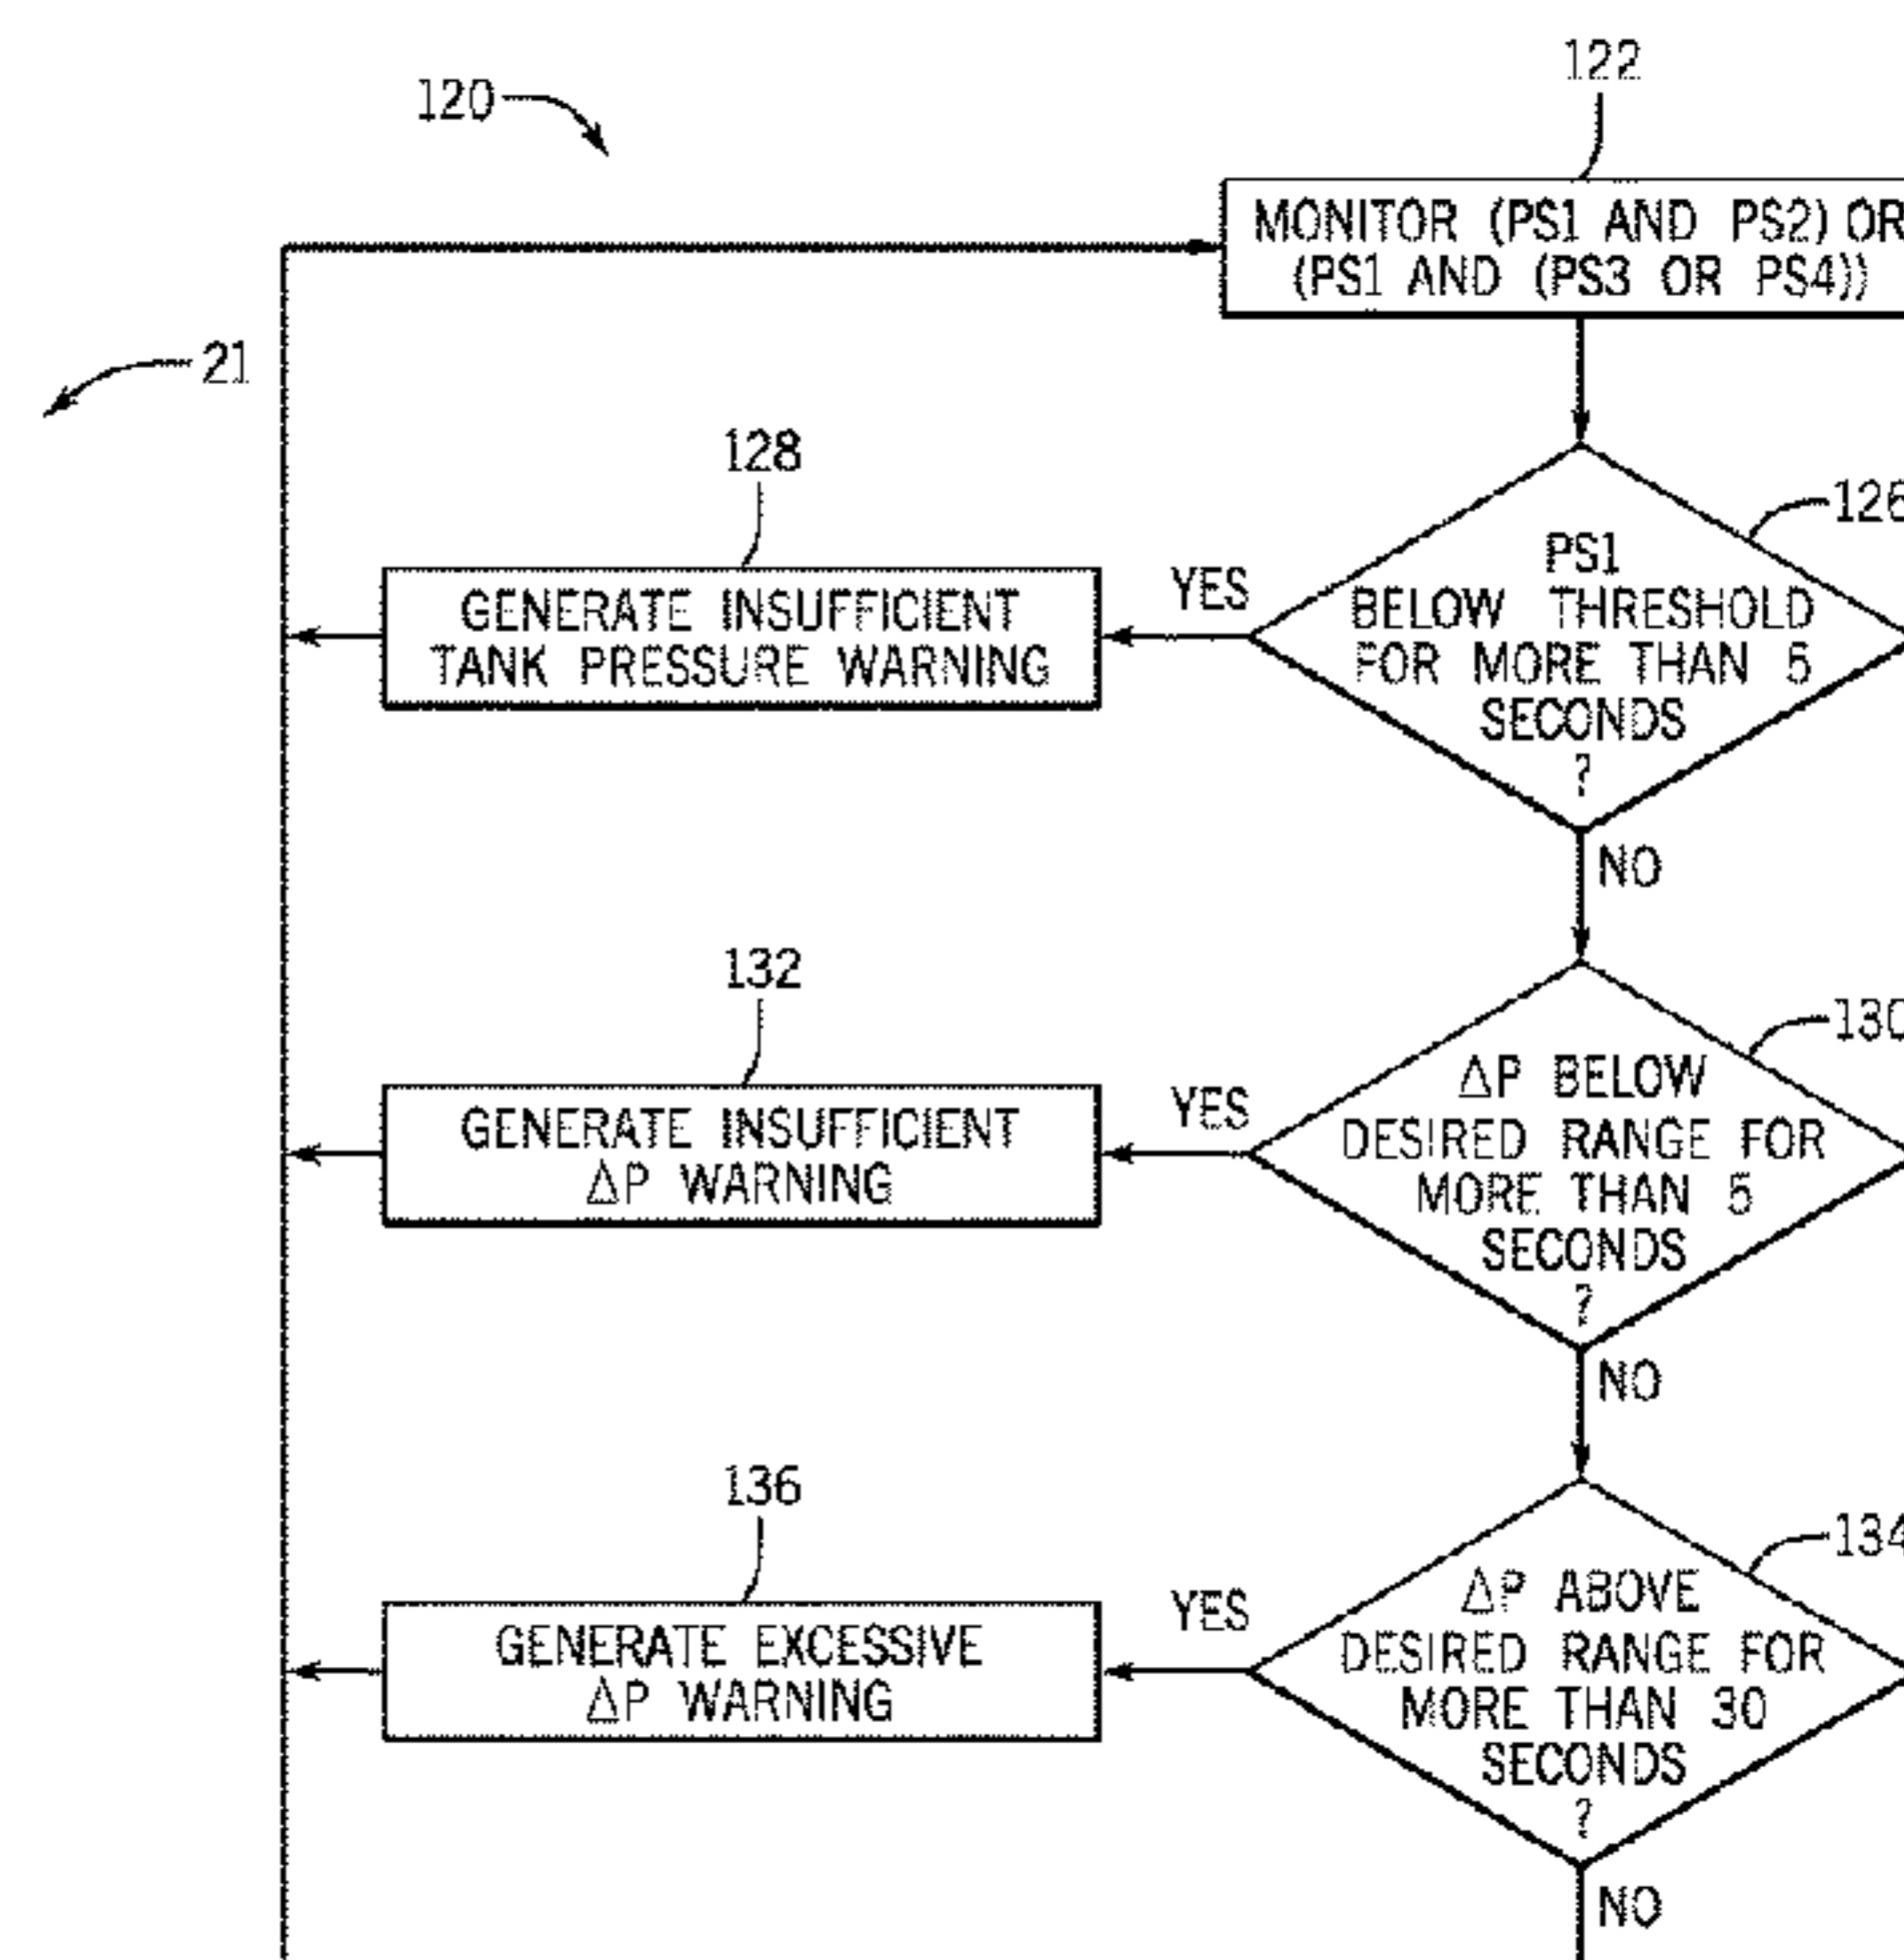 122
120
MONITOR (PS1 AND PS2) OR
(PS1 AND (PS3 OR PS4))
21
128
126
PS1
BELOW THRESHOLD
FOR MORE THAN 5
SECONDS
?
YES
GENERATE INSUFFICIENT
TANK PRESSURE WARNING
NO
132
130
ΔP BELOW
DESIRED RANGE FOR
MORE THAN 5
SECONDS
?
YES
GENERATE INSUFFICIENT
ΔP WARNING
NO
136
134
ΔP ABOVE
DESIRED RANGE FOR
MORE THAN 30
SECONDS
?
YES
GENERATE EXCESSIVE
ΔP WARNING
NO